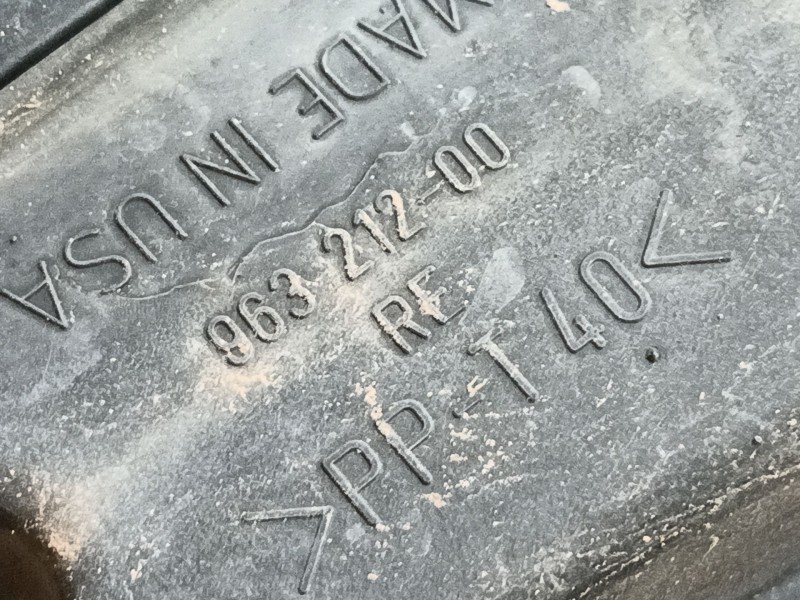 MADE IN USA
963 212-00
RE
>PP-T40<